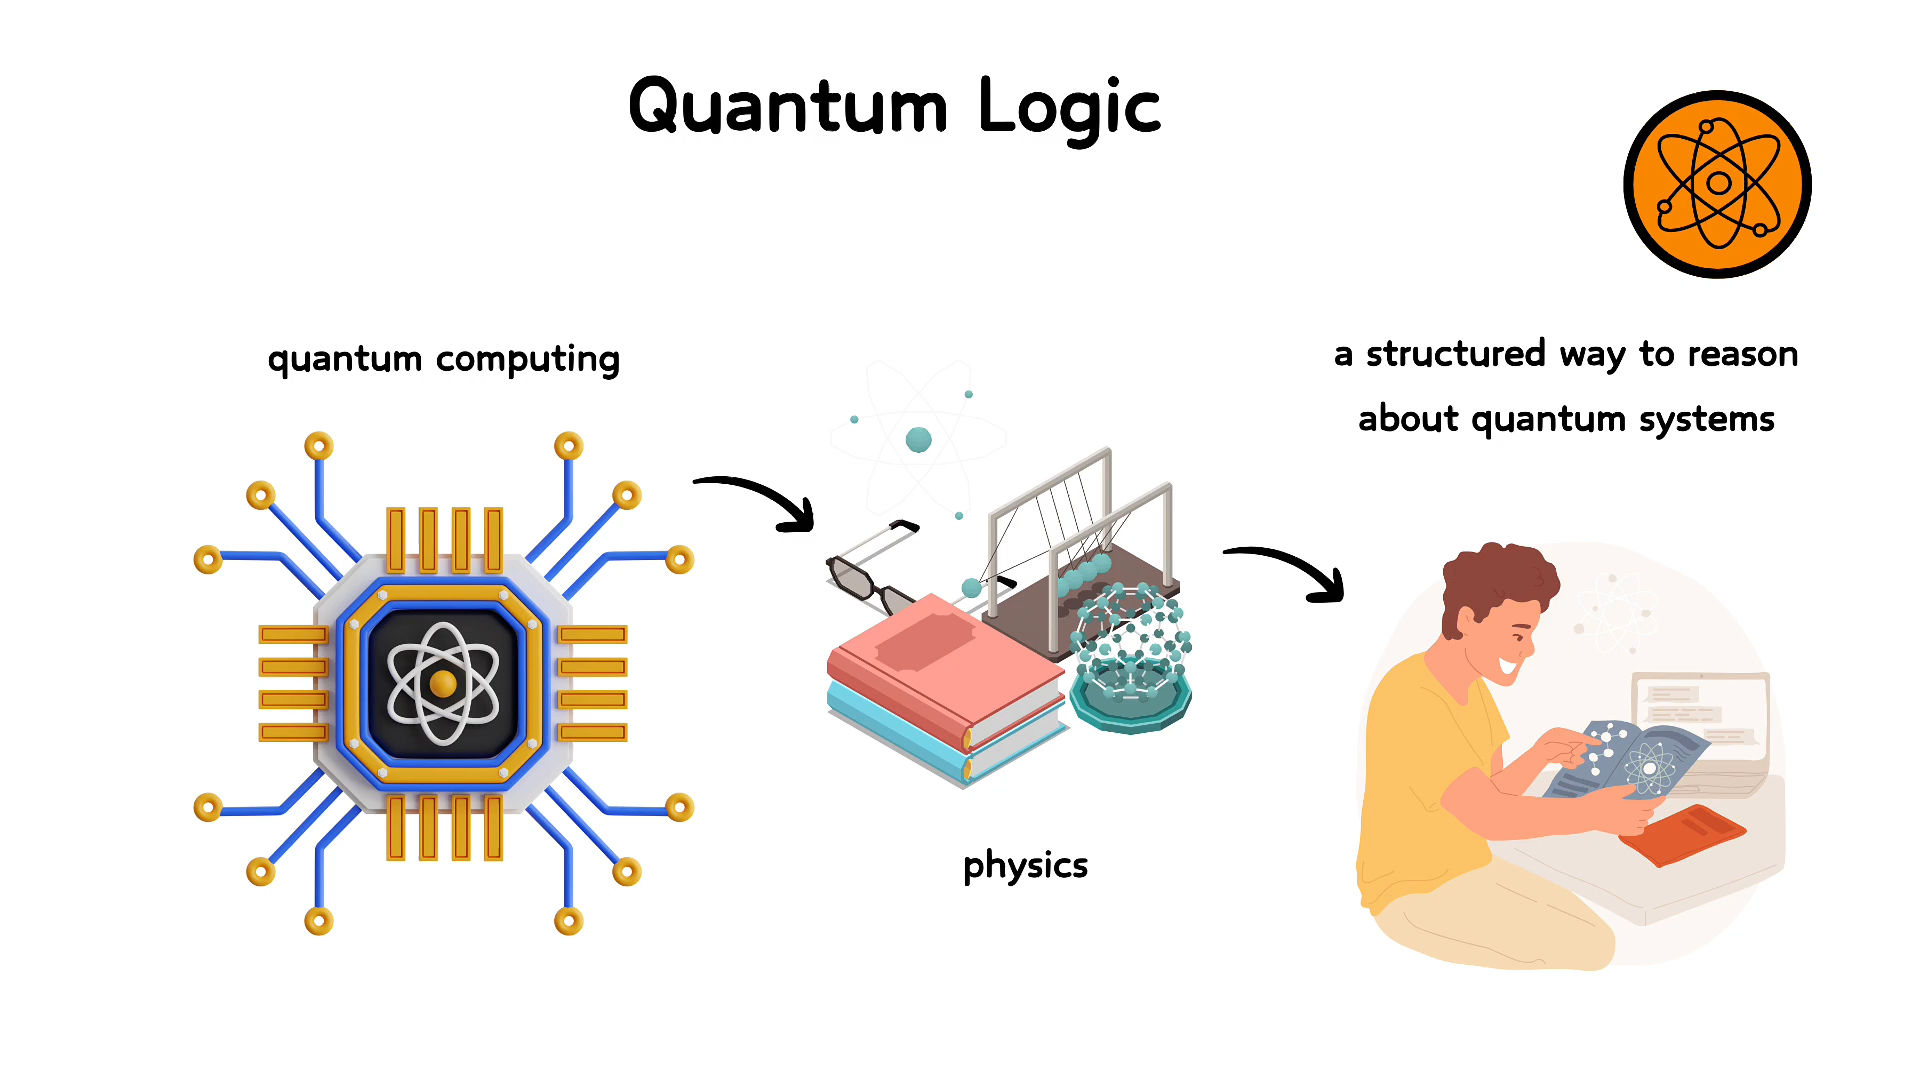 Quantum Logic
quantum computing
physics
a structured way to reason
about quantum systems